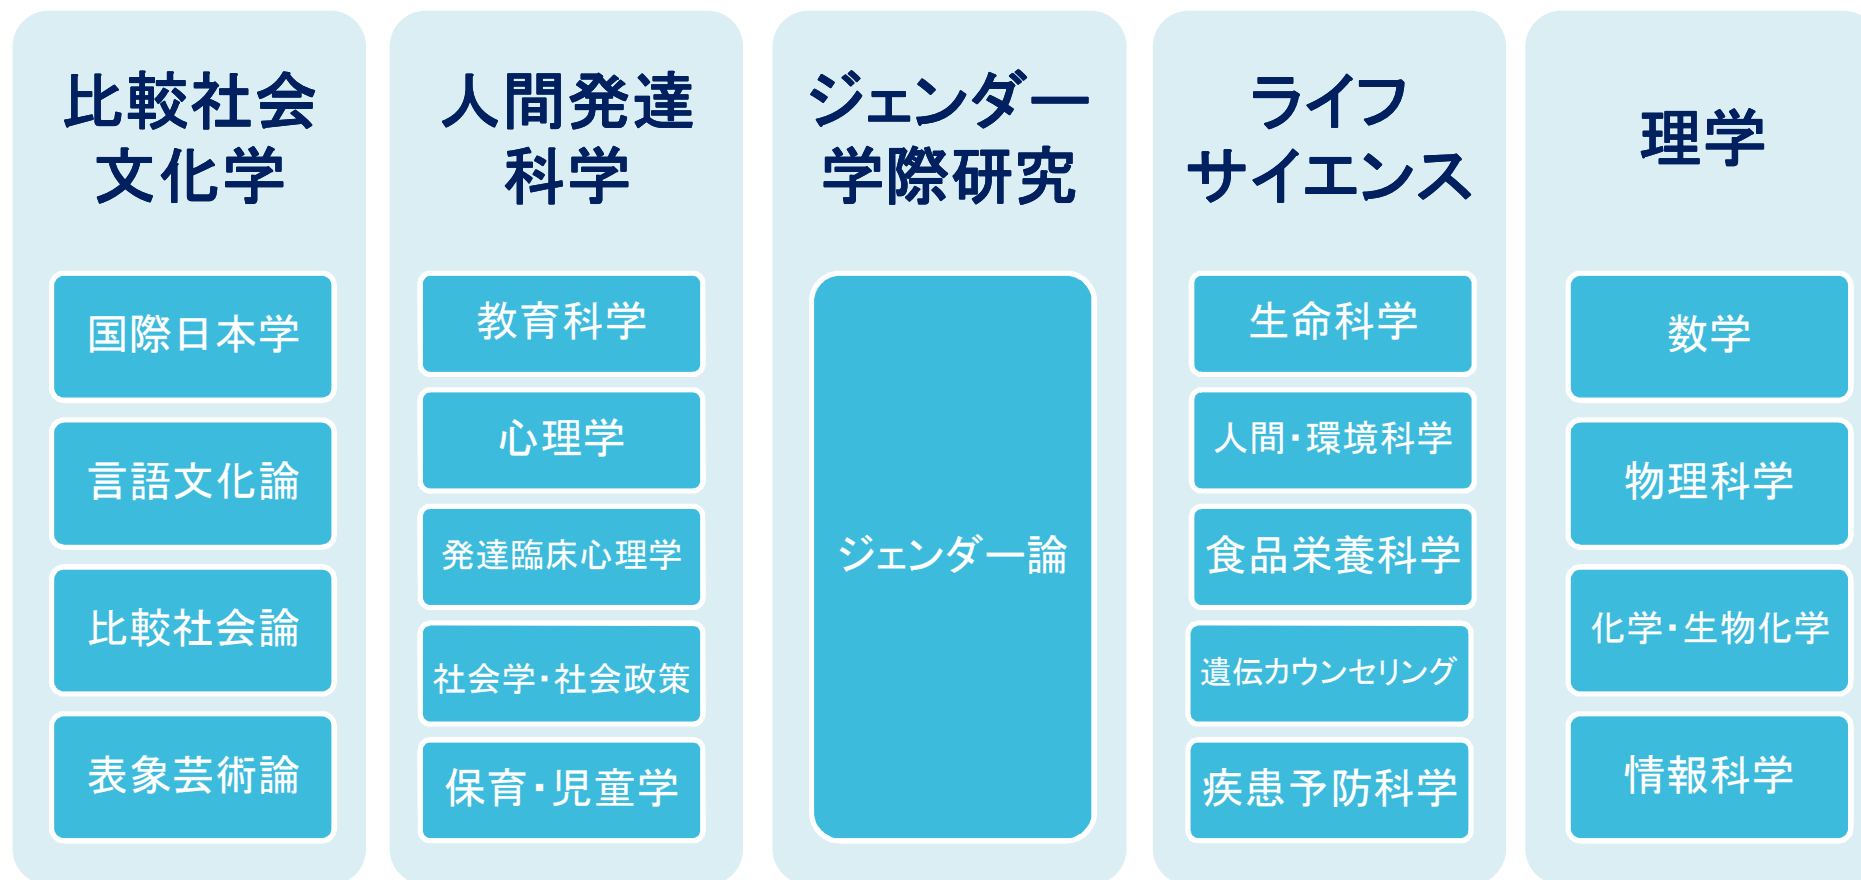 比較社会
文化学
国際日本学
言語文化論
比較社会論
表象芸術論
人間発達
科学
教育科学
心理学
発達臨床心理学
社会学・社会政策
保育・児童学
ジェンダー
学際研究
ジェンダー論
ライフ
サイエンス
生命科学
人間・環境科学
食品栄養科学
遺伝カウンセリング
疾患予防科学
理学
数学
物理科学
化学・生物化学
情報科学